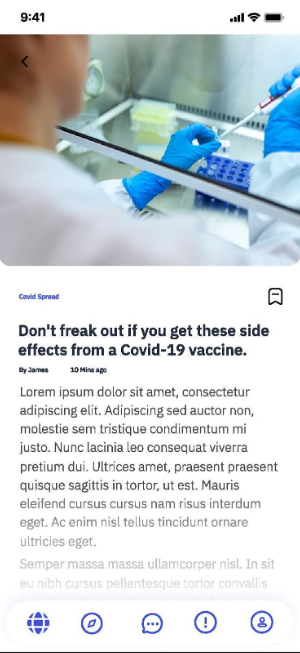 9:41
Covid Spread
Don't freak out if you get these side
effects from a Covid-19 vaccine.
By James 10 Mins ago
Lorem ipsum dolor sit amet, consectetur
adipiscing elit. Adipiscing sed auctor non,
molestie sem tristique condimentum mi
justo. Nunc lacinia leo consequat viverra
pretium dui. Ultrices amet, praesent praesent
quisque sagittis in tortor, ut est. Mauris
eleifend cursus cursus nam risus interdum
eget. Ac enim nisl tellus tincidunt ornare
ultricies eget.
Semper massa massa ullamcorper nisl. In sit
eu nibh cursus pellentesque tortor convallis